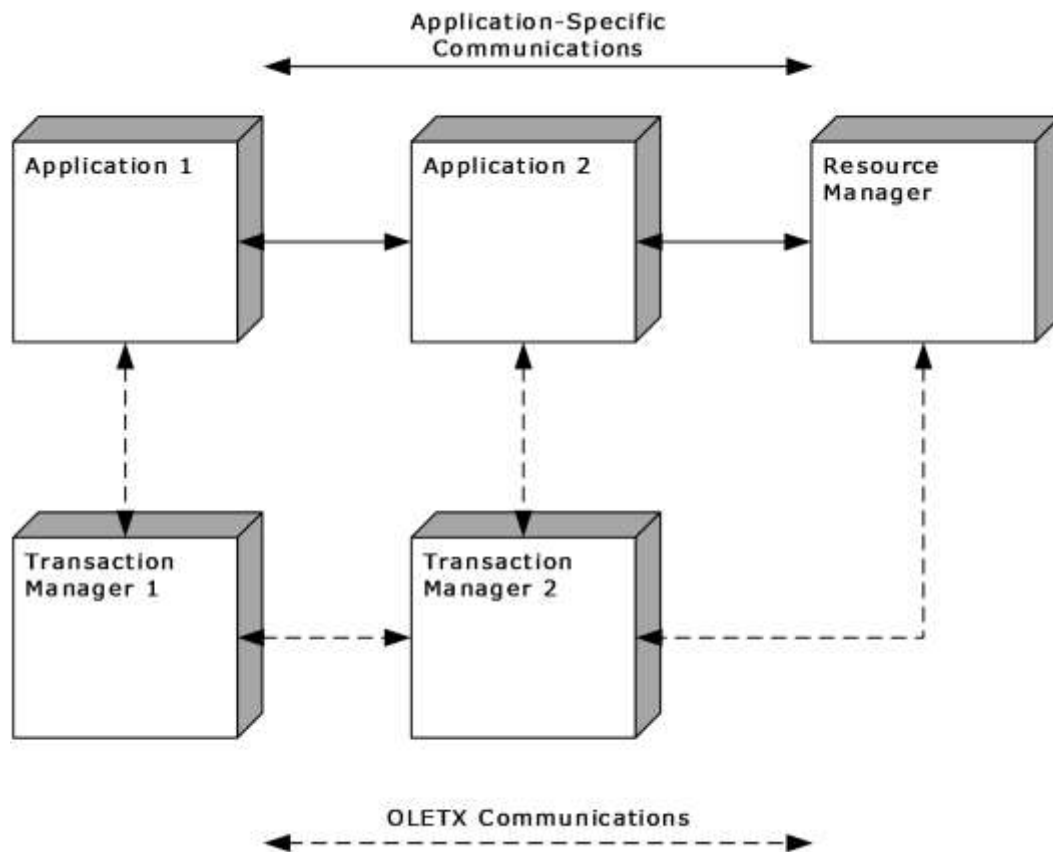 Application-Specific
Communications
Application 1
Application 2
Resource
Manager
Transaction
Manager 1
Transaction
Manager 2
OLETX Communications